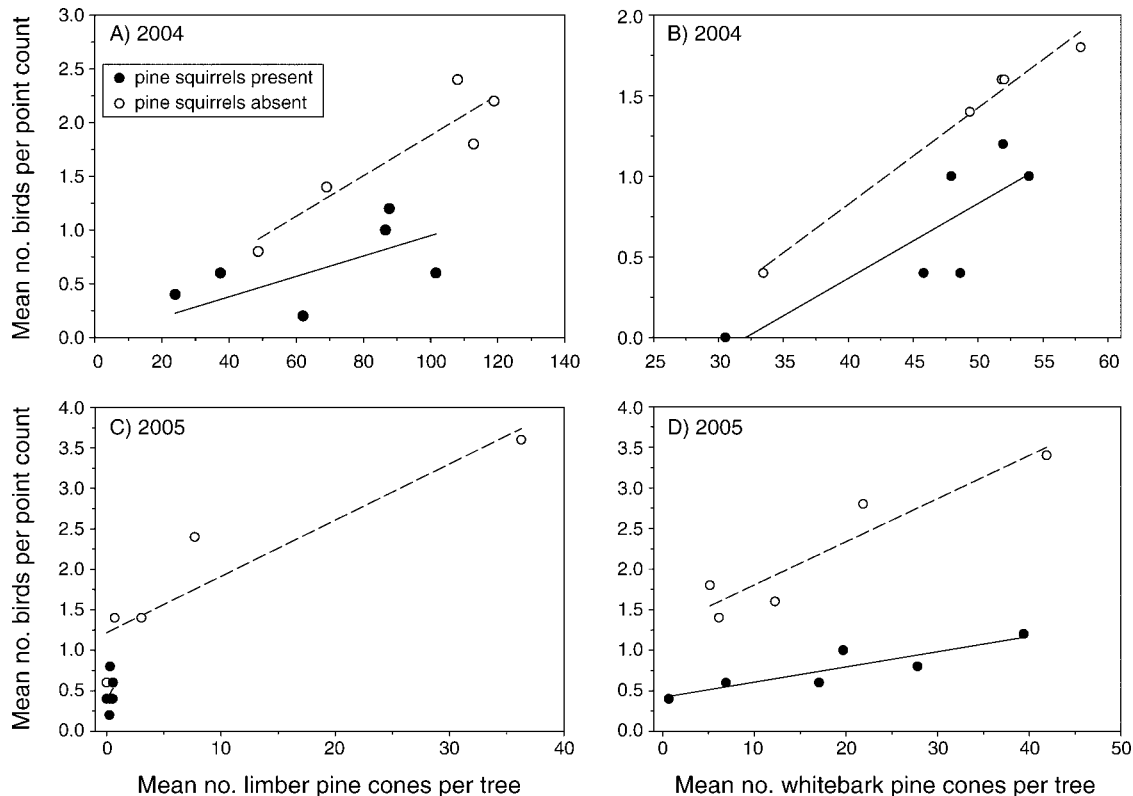 Mean no. birds per point count
A) 2004
pine squirrels present
pine squirrels absent
3.0
2.5
2.0
1.5
1.0
0.5
0.0
0 20 40 60 80 100 120 140
B) 2004
2.0
1.5
1.0
0.5
0.0
25 30 35 40 45 50 55 60
Mean no. birds per point count
C) 2005
4.0
3.5
3.0
2.5
2.0
1.5
1.0
0.5
0.0
0 10 20 30 40
Mean no. limber pine cones per tree
D) 2005
4.0
3.5
3.0
2.5
2.0
1.5
1.0
0.5
0.0
0 10 20 30 40 50
Mean no. whitebark pine cones per tree